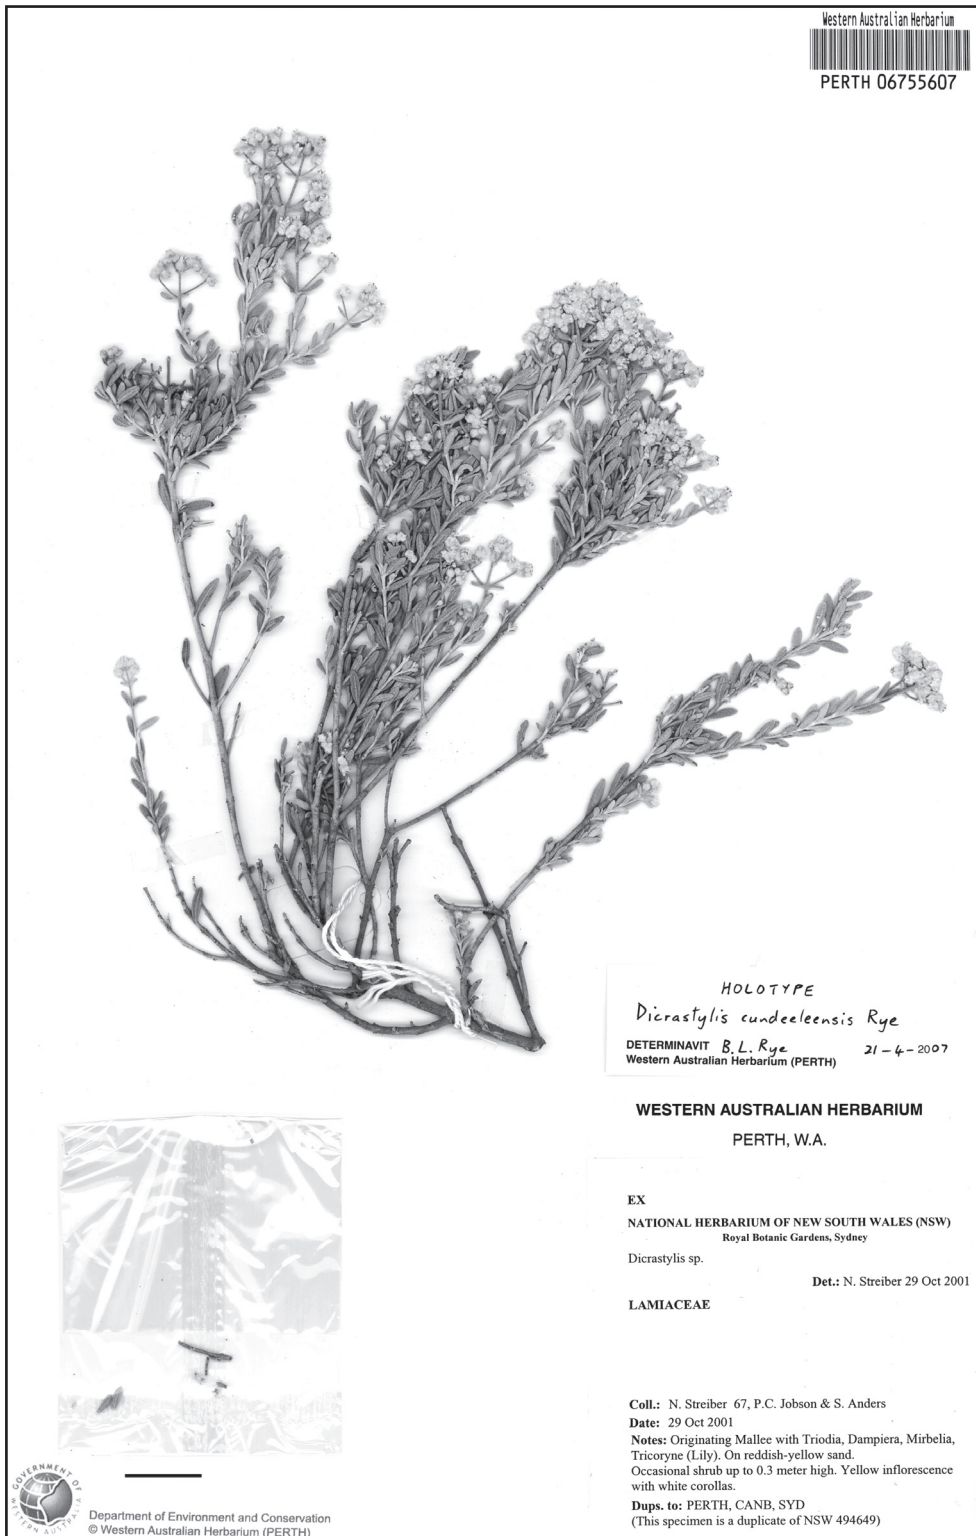 Western Australian Herbarium
PERTH 06755607
HOLOTYPE
Dicrastylis cundeeleensis Rye
DETERMINAVIT B. L. Rye 21-4-2007
Western Australian Herbarium (PERTH)
WESTERN AUSTRALIAN HERBARIUM
PERTH, W.A.
EX
NATIONAL HERBARIUM OF NEW SOUTH WALES (NSW)
Royal Botanic Gardens, Sydney
Dicrastylis sp.
Det.: N. Streiber 29 Oct 2001
LAMIACEAE
Coll.: N. Streiber 67, P.C. Jobson & S. Anders
Date: 29 Oct 2001
Notes: Originating Mallee with Triodia, Dampiera, Mirbelia,
Tricoryne (Lily). On reddish-yellow sand.
Occasional shrub up to 0.3 meter high. Yellow inflorescence
with white corollas.
Dups. to: PERTH, CANB, SYD
(This specimen is a duplicate of NSW 494649)
GOVERNMENT OF
WESTERN AUSTRALIA
Department of Environment and Conservation
© Western Australian Herbarium (PERTH)